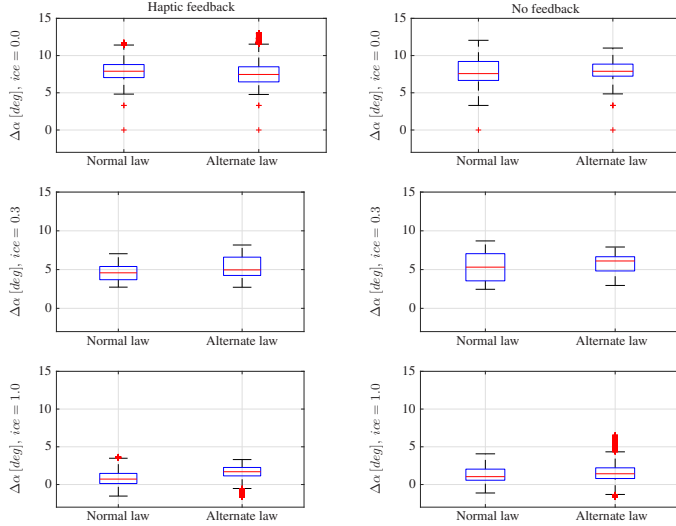 Haptic feedback
No feedback
Δα [deg], ice = 0.0
15
10
5
0
Normal law
Alternate law
Δα [deg], ice = 0.0
15
10
5
0
Normal law
Alternate law
Δα [deg], ice = 0.3
15
10
5
0
Normal law
Alternate law
Δα [deg], ice = 0.3
15
10
5
0
Normal law
Alternate law
Δα [deg], ice = 1.0
15
10
5
0
Normal law
Alternate law
Δα [deg], ice = 1.0
15
10
5
0
Normal law
Alternate law